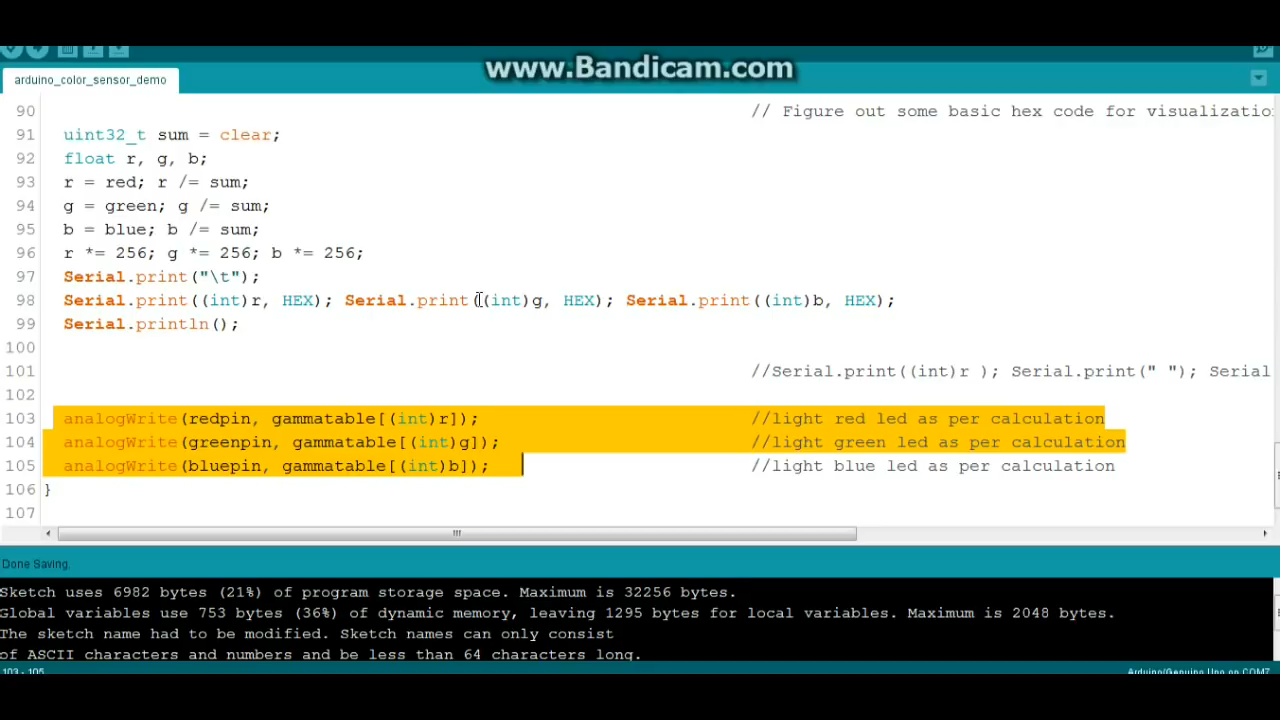 www.Bandicam.com
arduino_color_sensor_demo
90 // Figure out some basic hex code for visualizatio
91 uint32_t sum = clear;
92 float r, g, b;
93 r = red; r /= sum;
94 g = green; g /= sum;
95 b = blue; b /= sum;
96 r *= 256; g *= 256; b *= 256;
97 Serial.print("\t");
98 Serial.print((int)r, HEX); Serial.print((int)g, HEX); Serial.print((int)b, HEX);
99 Serial.println();
100
101 //Serial.print((int)r ); Serial.print(" "); Serial
102
103 analogWrite(redpin, gammatable[(int)r]); //light red led as per calculation
104 analogWrite(greenpin, gammatable[(int)g]); //light green led as per calculation
105 analogWrite(bluepin, gammatable[(int)b]); //light blue led as per calculation
106 }
107
Done Saving.
Sketch uses 6982 bytes (21%) of program storage space. Maximum is 32256 bytes.
Global variables use 753 bytes (36%) of dynamic memory, leaving 1295 bytes for local variables. Maximum is 2048 bytes.
The sketch name had to be modified. Sketch names can only consist
of ASCII characters and numbers and be less than 64 characters long.
103 - 105 Arduino/Genuino Uno on COM7